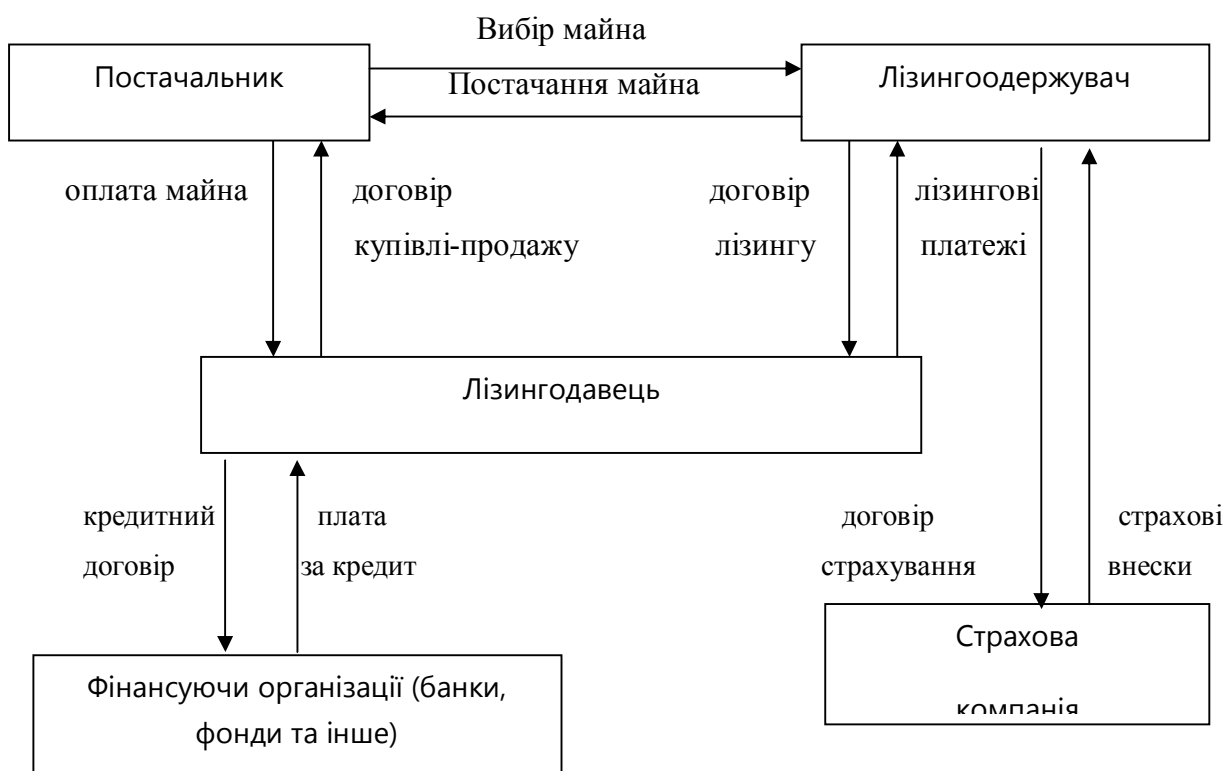 Вибір майна
Постачальник
Лізингоодержувач
Постачання майна
оплата майна
договір
купівлі-продажу
договір
лізингу
лізингові
платежі
Лізингодавець
кредитний
договір
плата
за кредит
договір
страхування
страхові
внески
Страхова
компанія
Фінансуючи організації (банки,
фонди та інше)